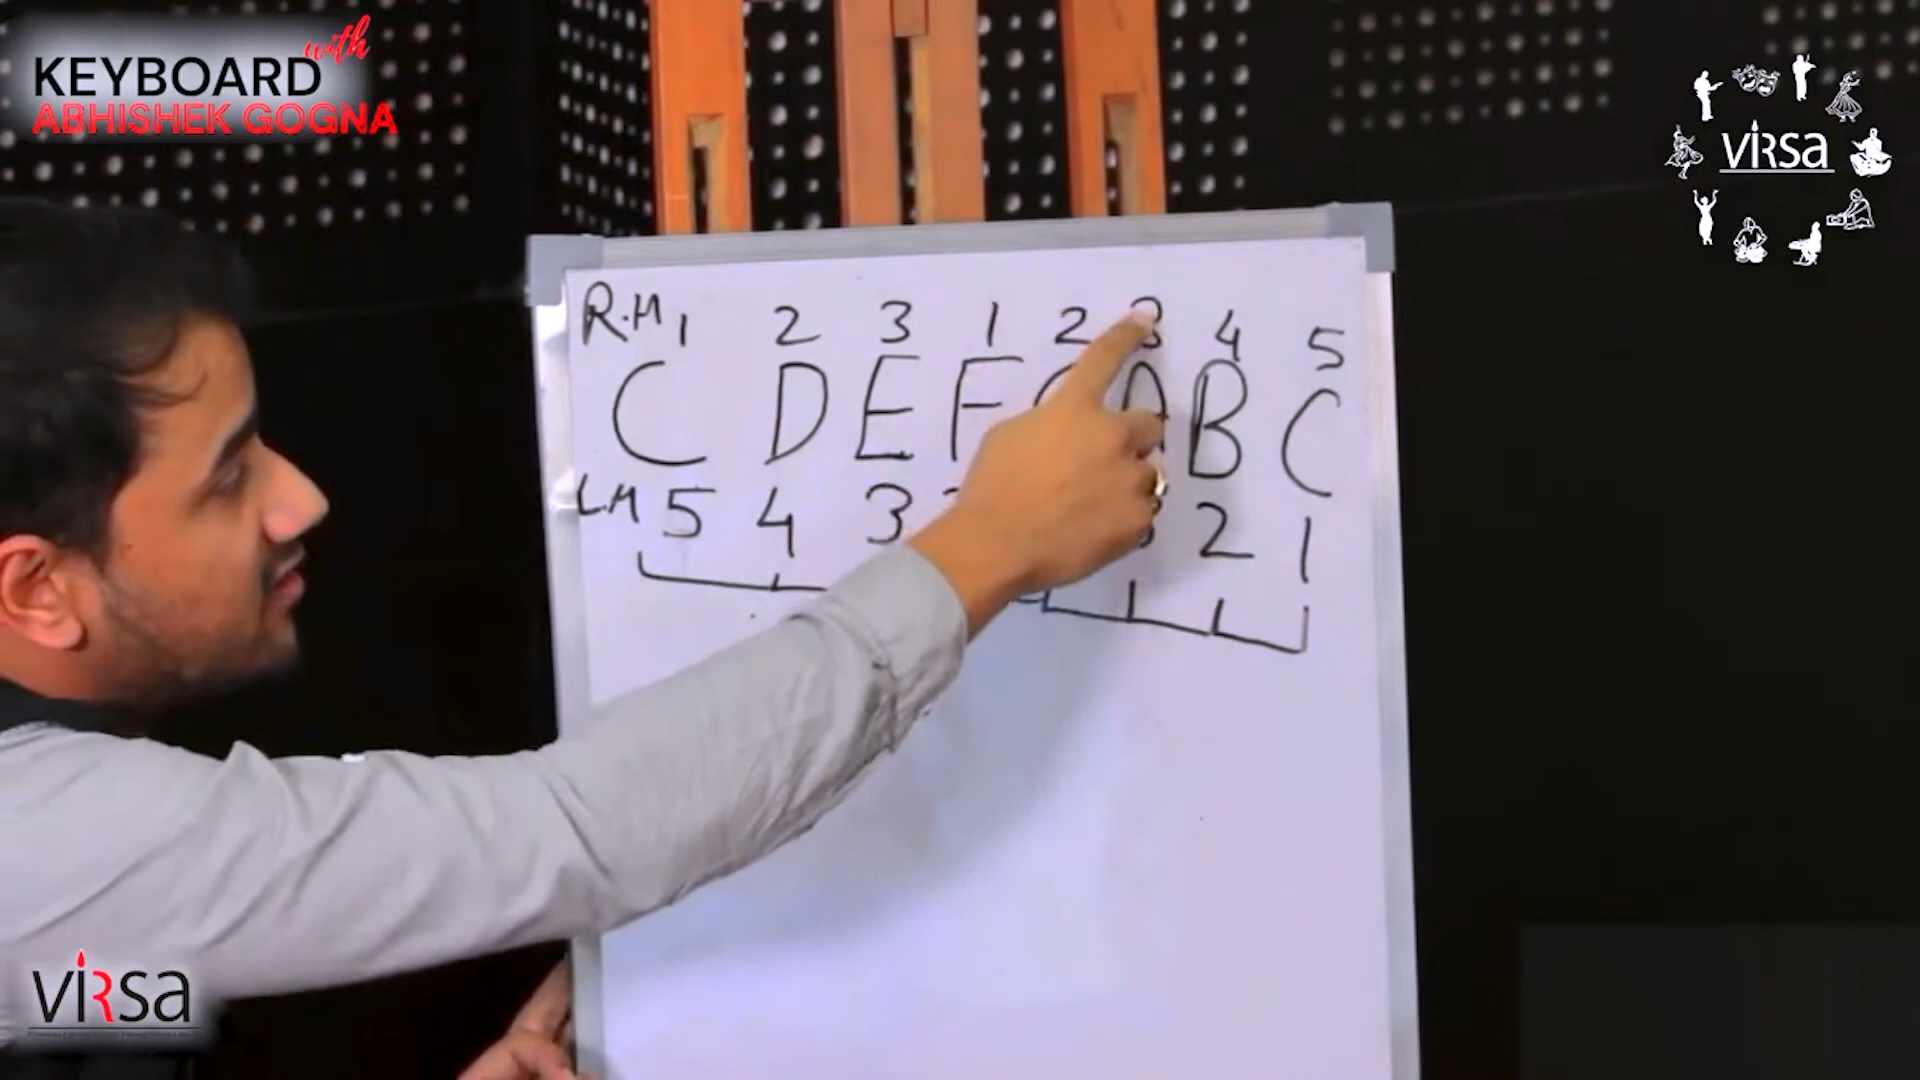 KEYBOARD with
ABHISHEK GOGNA
VIRSA
R.H 1 2 3 1 2 3 4 5
C D E F G A B C
L.H 5 4 3 3 2 1
VIRSA